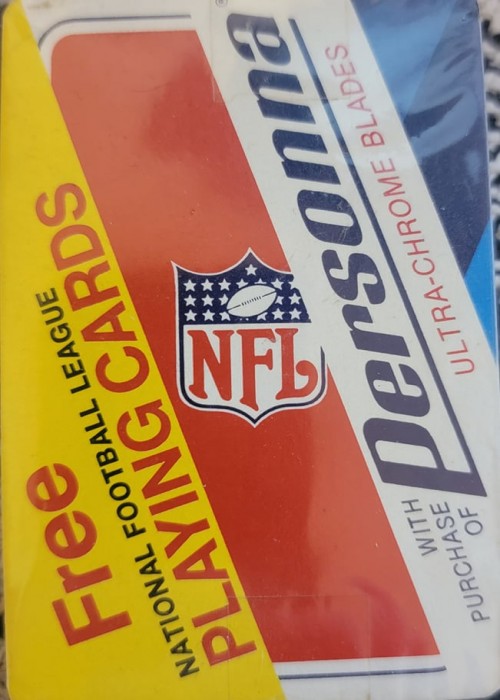 Free
NATIONAL FOOTBALL LEAGUE
PLAYING CARDS
NFL
WITH
PURCHASE
OF
Personna®
ULTRA-CHROME BLADES